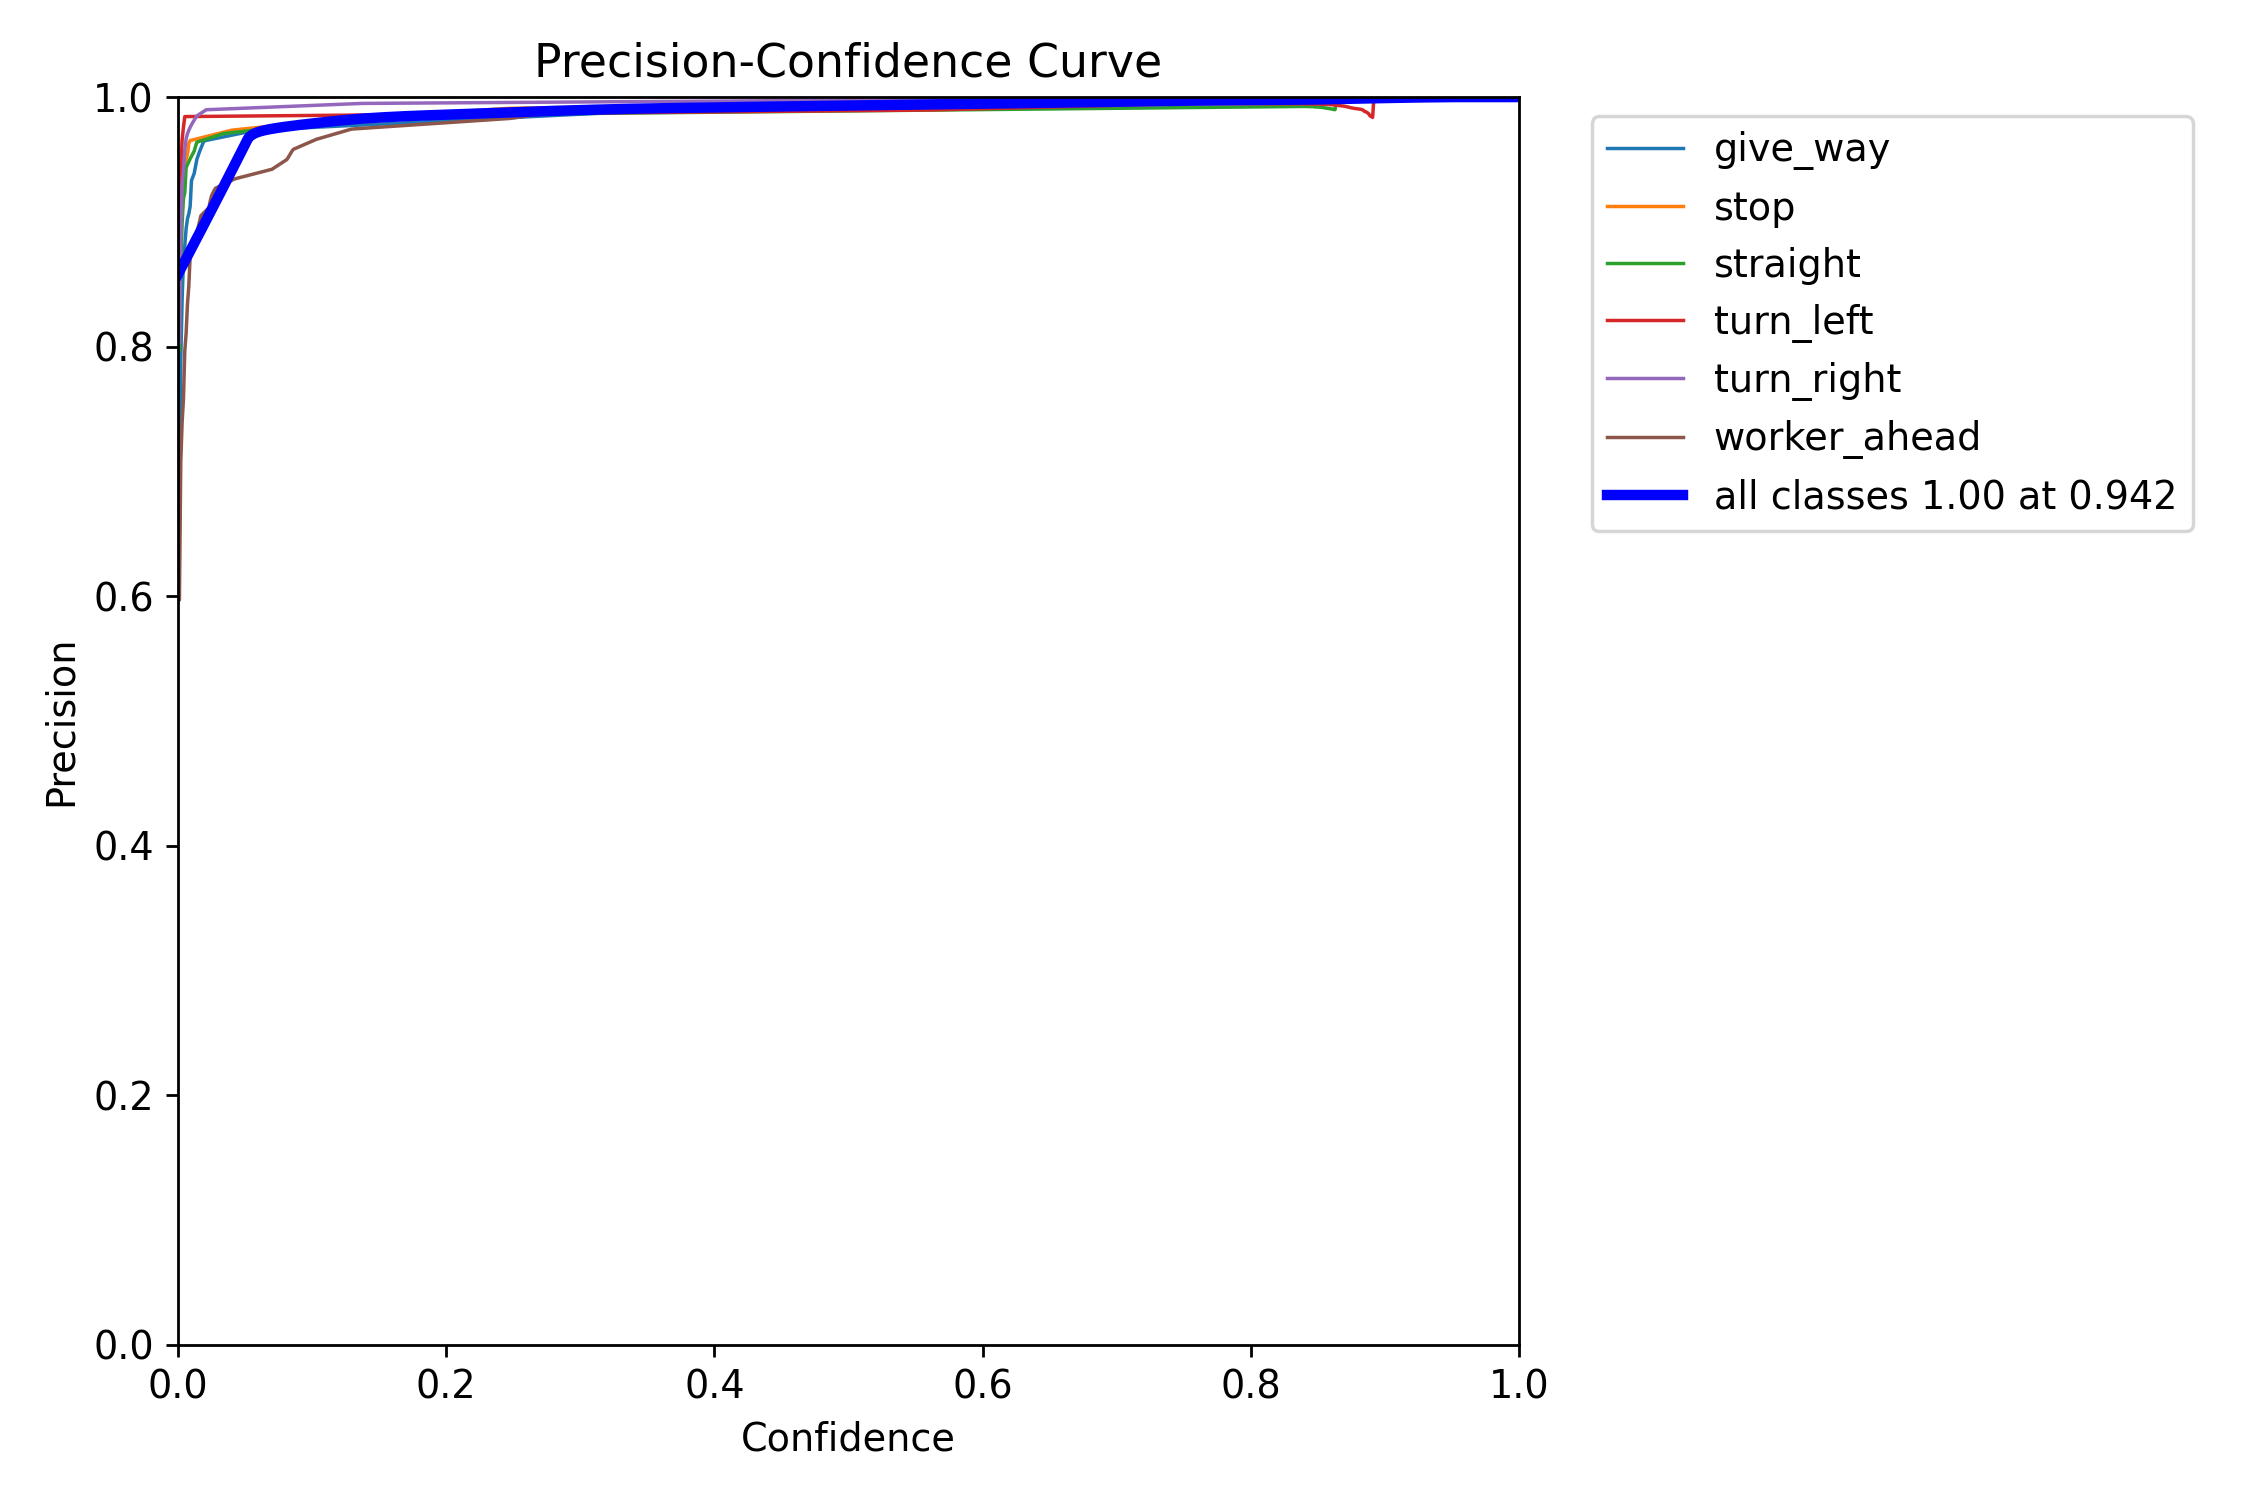 Precision-Confidence Curve
1.0
0.8
0.6
0.4
0.2
0.0
Precision
0.0 0.2 0.4 0.6 0.8 1.0
Confidence
give_way
stop
straight
turn_left
turn_right
worker_ahead
all classes 1.00 at 0.942